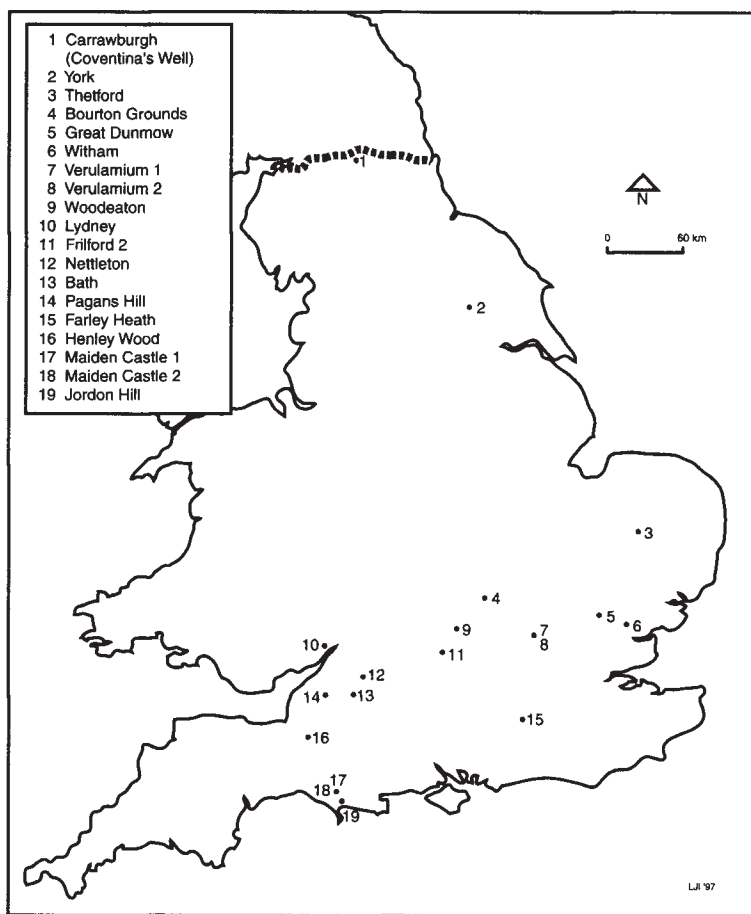 1 Carrawburgh
(Coventina's Well)
2 York
3 Thetford
4 Bourton Grounds
5 Great Dunmow
6 Witham
7 Verulamium 1
8 Verulamium 2
9 Woodeaton
10 Lydney
11 Frilford 2
12 Nettleton
13 Bath
14 Pagans Hill
15 Farley Heath
16 Henley Wood
17 Maiden Castle 1
18 Maiden Castle 2
19 Jordon Hill
1
N
0 60 km
2
3
4
5
6
9
7
8
10
11
12
14
13
15
16
17
18
19
LJI '97